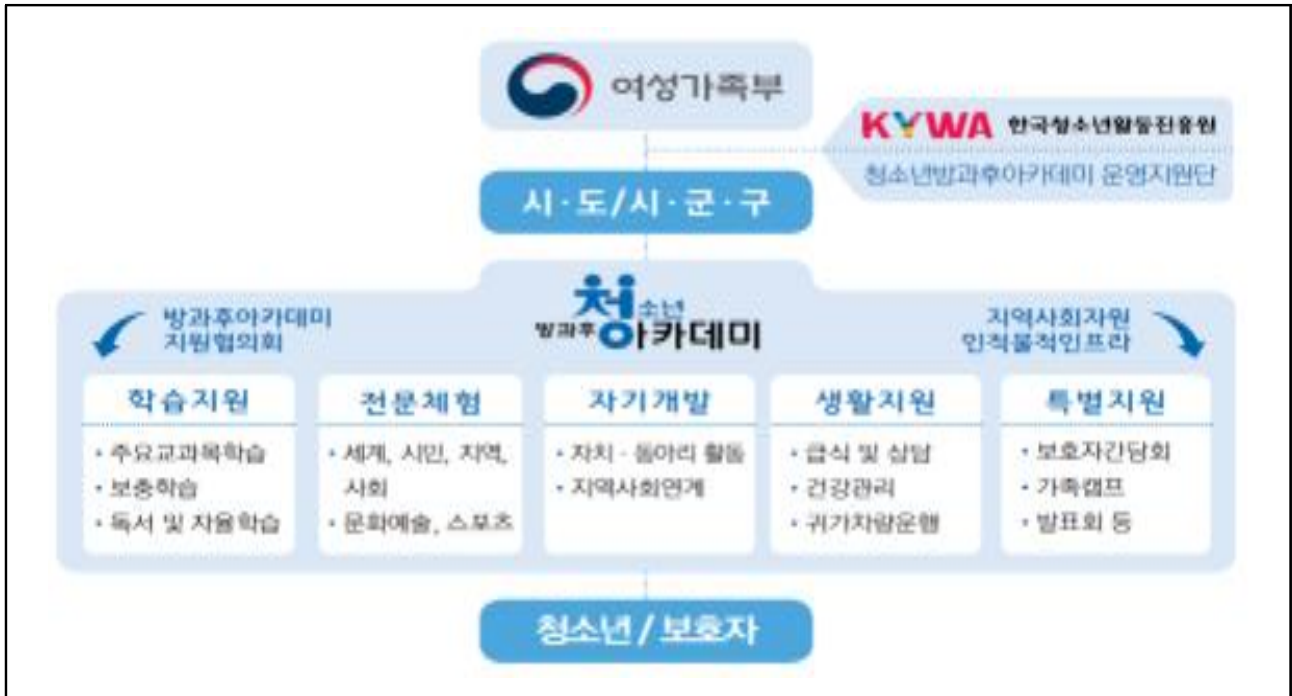 여성가족부
KYWA 한국청소년활동진흥원
청소년방과후아카데미 운영지원단
시·도/시·군·구
청소년
방과후아카데미
방과후아카데미
지원협의회
지역사회자원
인적물적인프라
학습지원
• 주요교과목학습
• 보충학습
• 독서 및 자율학습
전문체험
• 세계, 시민, 지역,
사회
• 문화예술, 스포츠
자기개발
• 자치·동아리 활동
• 지역사회연계
생활지원
• 급식 및 상담
• 건강관리
• 귀가차량운행
특별지원
• 보호자간담회
• 가족캠프
• 발표회 등
청소년/보호자